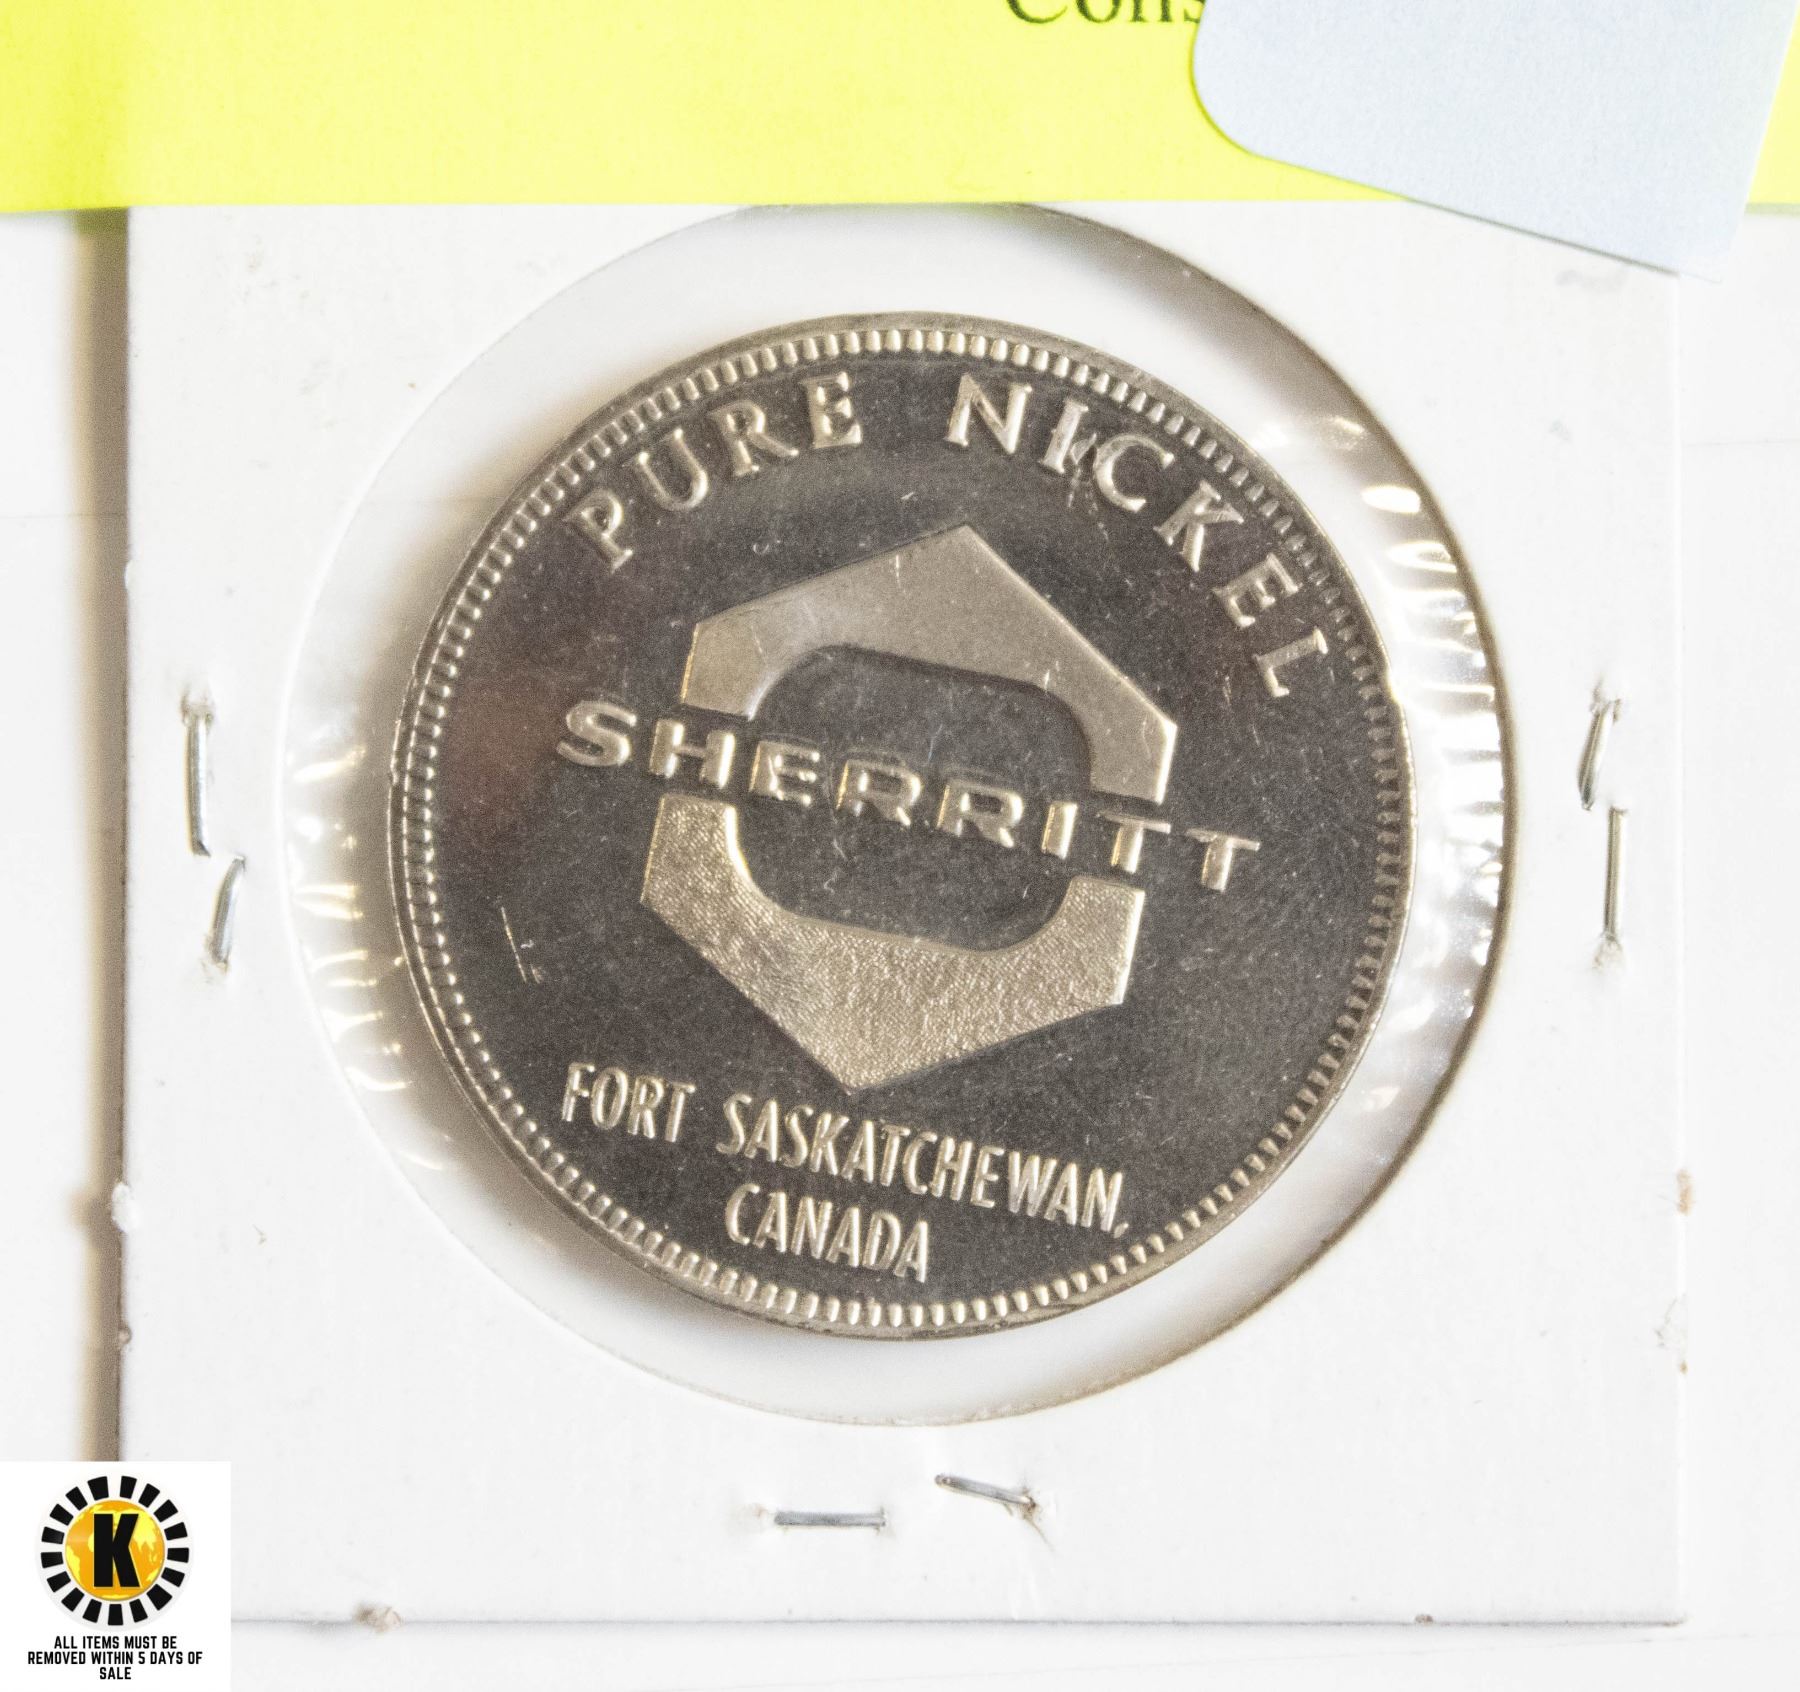 PURE NICKEL
SHERRITT
FORT SASKATCHEWAN,
CANADA
K
ALL ITEMS MUST BE
REMOVED WITHIN 5 DAYS OF
SALE